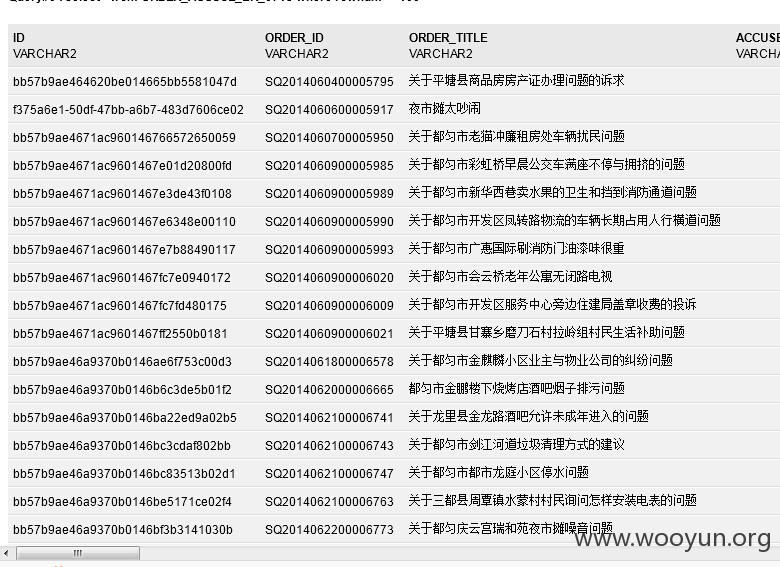 ID ORDER_ID ORDER_TITLE ACCUSE
VARCHAR2 VARCHAR2 VARCHAR2 VARCHA
bb57b9ae464620be014665bb5581047d SQ2014060400005795 关于平塘县商品房房产证办理问题的诉求
f375a6e1-50df-47bb-a6b7-483d7606ce02 SQ2014060600005917 夜市摊太吵闹
bb57b9ae4671ac960146766572650059 SQ2014060700005950 关于都匀市老猫冲廉租房处车辆扰民问题
bb57b9ae4671ac9601467e01d20800fd SQ2014060900005985 关于都匀市彩虹桥早晨公交车满座不停与拥挤的问题
bb57b9ae4671ac9601467e3de43f0108 SQ2014060900005989 关于都匀市新华西巷卖水果的卫生和挡到消防通道问题
bb57b9ae4671ac9601467e6348e00110 SQ2014060900005990 关于都匀市开发区凤转路物流的车辆长期占用人行横道问题
bb57b9ae4671ac9601467e7b88490117 SQ2014060900005993 关于都匀市广惠国际刷消防门油漆味很重
bb57b9ae4671ac9601467fc7e0940172 SQ2014060900006020 关于都匀市会云桥老年公寓无闭路电视
bb57b9ae4671ac9601467fc7fd480175 SQ2014060900006009 关于都匀市开发区服务中心旁边住建局盖章收费的投诉
bb57b9ae4671ac9601467ff2550b0181 SQ2014060900006021 关于平塘县甘寨乡磨刀石村拉岭组村民生活补助问题
bb57b9ae46a9370b0146ae6f753c00d3 SQ2014061800006578 关于都匀市金麒麟小区业主与物业公司的纠纷问题
bb57b9ae46a9370b0146b6c3de5b01f2 SQ2014062000006665 都匀市金鹏楼下烧烤店酒吧烟子排污问题
bb57b9ae46a9370b0146ba22ed9a02b5 SQ2014062100006741 关于龙里县金龙路酒吧允许未成年进入的问题
bb57b9ae46a9370b0146bc3cdaf802bb SQ2014062100006743 关于都匀市剑江河道垃圾清理方式的建议
bb57b9ae46a9370b0146bc83513b02d1 SQ2014062100006747 关于都匀市都市龙庭小区停水问题
bb57b9ae46a9370b0146be5171ce02f4 SQ2014062100006763 关于三都县周覃镇水蒙村村民询问怎样安装电表的问题
bb57b9ae46a9370b0146bf3b3141030b SQ2014062200006773 关于都匀庆云宫瑞和苑夜市摊噪音问题
www.wooyun.org